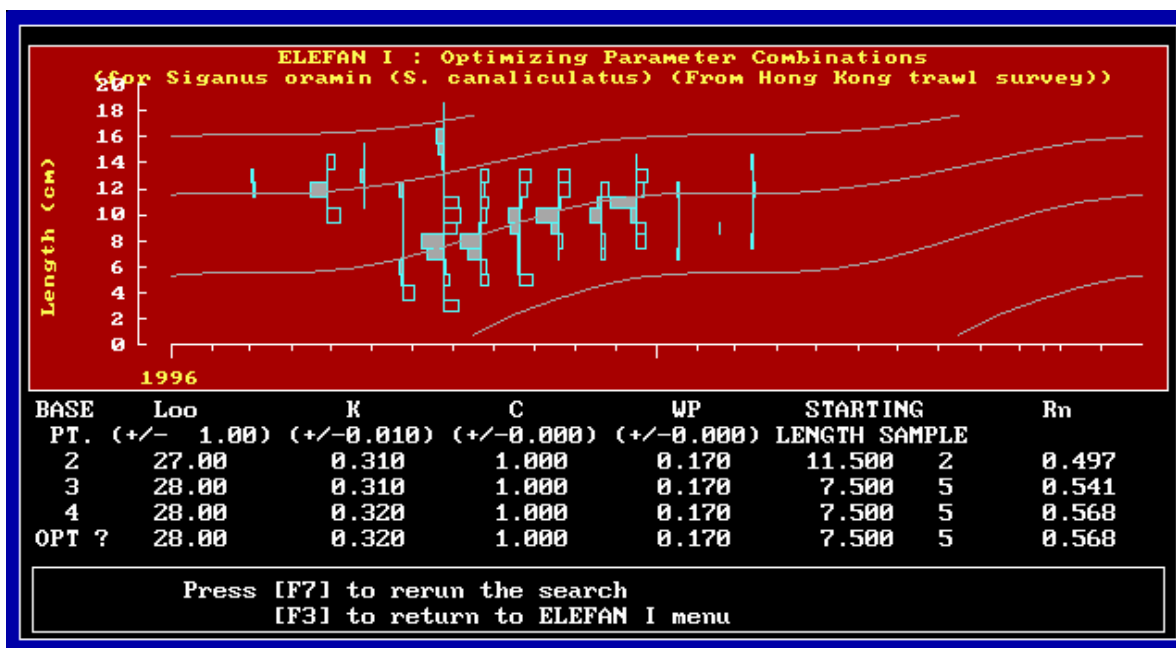 ELEFAN I : Optimizing Parameter Combinations
(for Siganus oramin (S. canaliculatus) (From Hong Kong trawl survey))
Length (cm)
20
18
16
14
12
10
8
6
4
2
0
1996
BASE Loo K C WP STARTING Rn
PT. (+/- 1.00) (+/-0.010) (+/-0.000) (+/-0.000) LENGTH SAMPLE
2 27.00 0.310 1.000 0.170 11.500 2 0.497
3 28.00 0.310 1.000 0.170 7.500 5 0.541
4 28.00 0.320 1.000 0.170 7.500 5 0.568
OPT ? 28.00 0.320 1.000 0.170 7.500 5 0.568
Press [F7] to rerun the search
[F3] to return to ELEFAN I menu